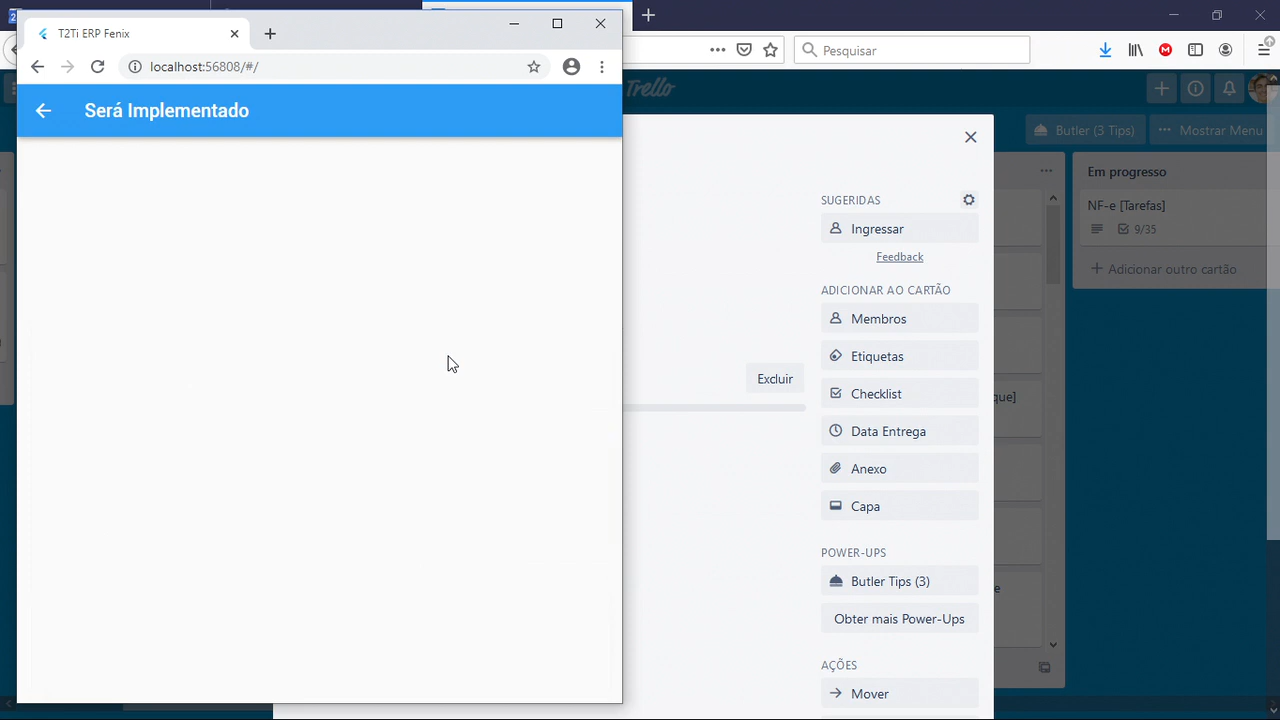 T2Ti ERP Fenix
localhost:56808/#/
Será Implementado
Pesquisar
Trello
Butler (3 Tips)
Mostrar Menu
SUGERIDAS
Ingressar
Feedback
ADICIONAR AO CARTÃO
Membros
Etiquetas
Checklist
Data Entrega
Anexo
Capa
POWER-UPS
Butler Tips (3)
Obter mais Power-Ups
AÇÕES
Mover
Excluir
que]
e
Em progresso
NF-e [Tarefas]
9/35
Adicionar outro cartão